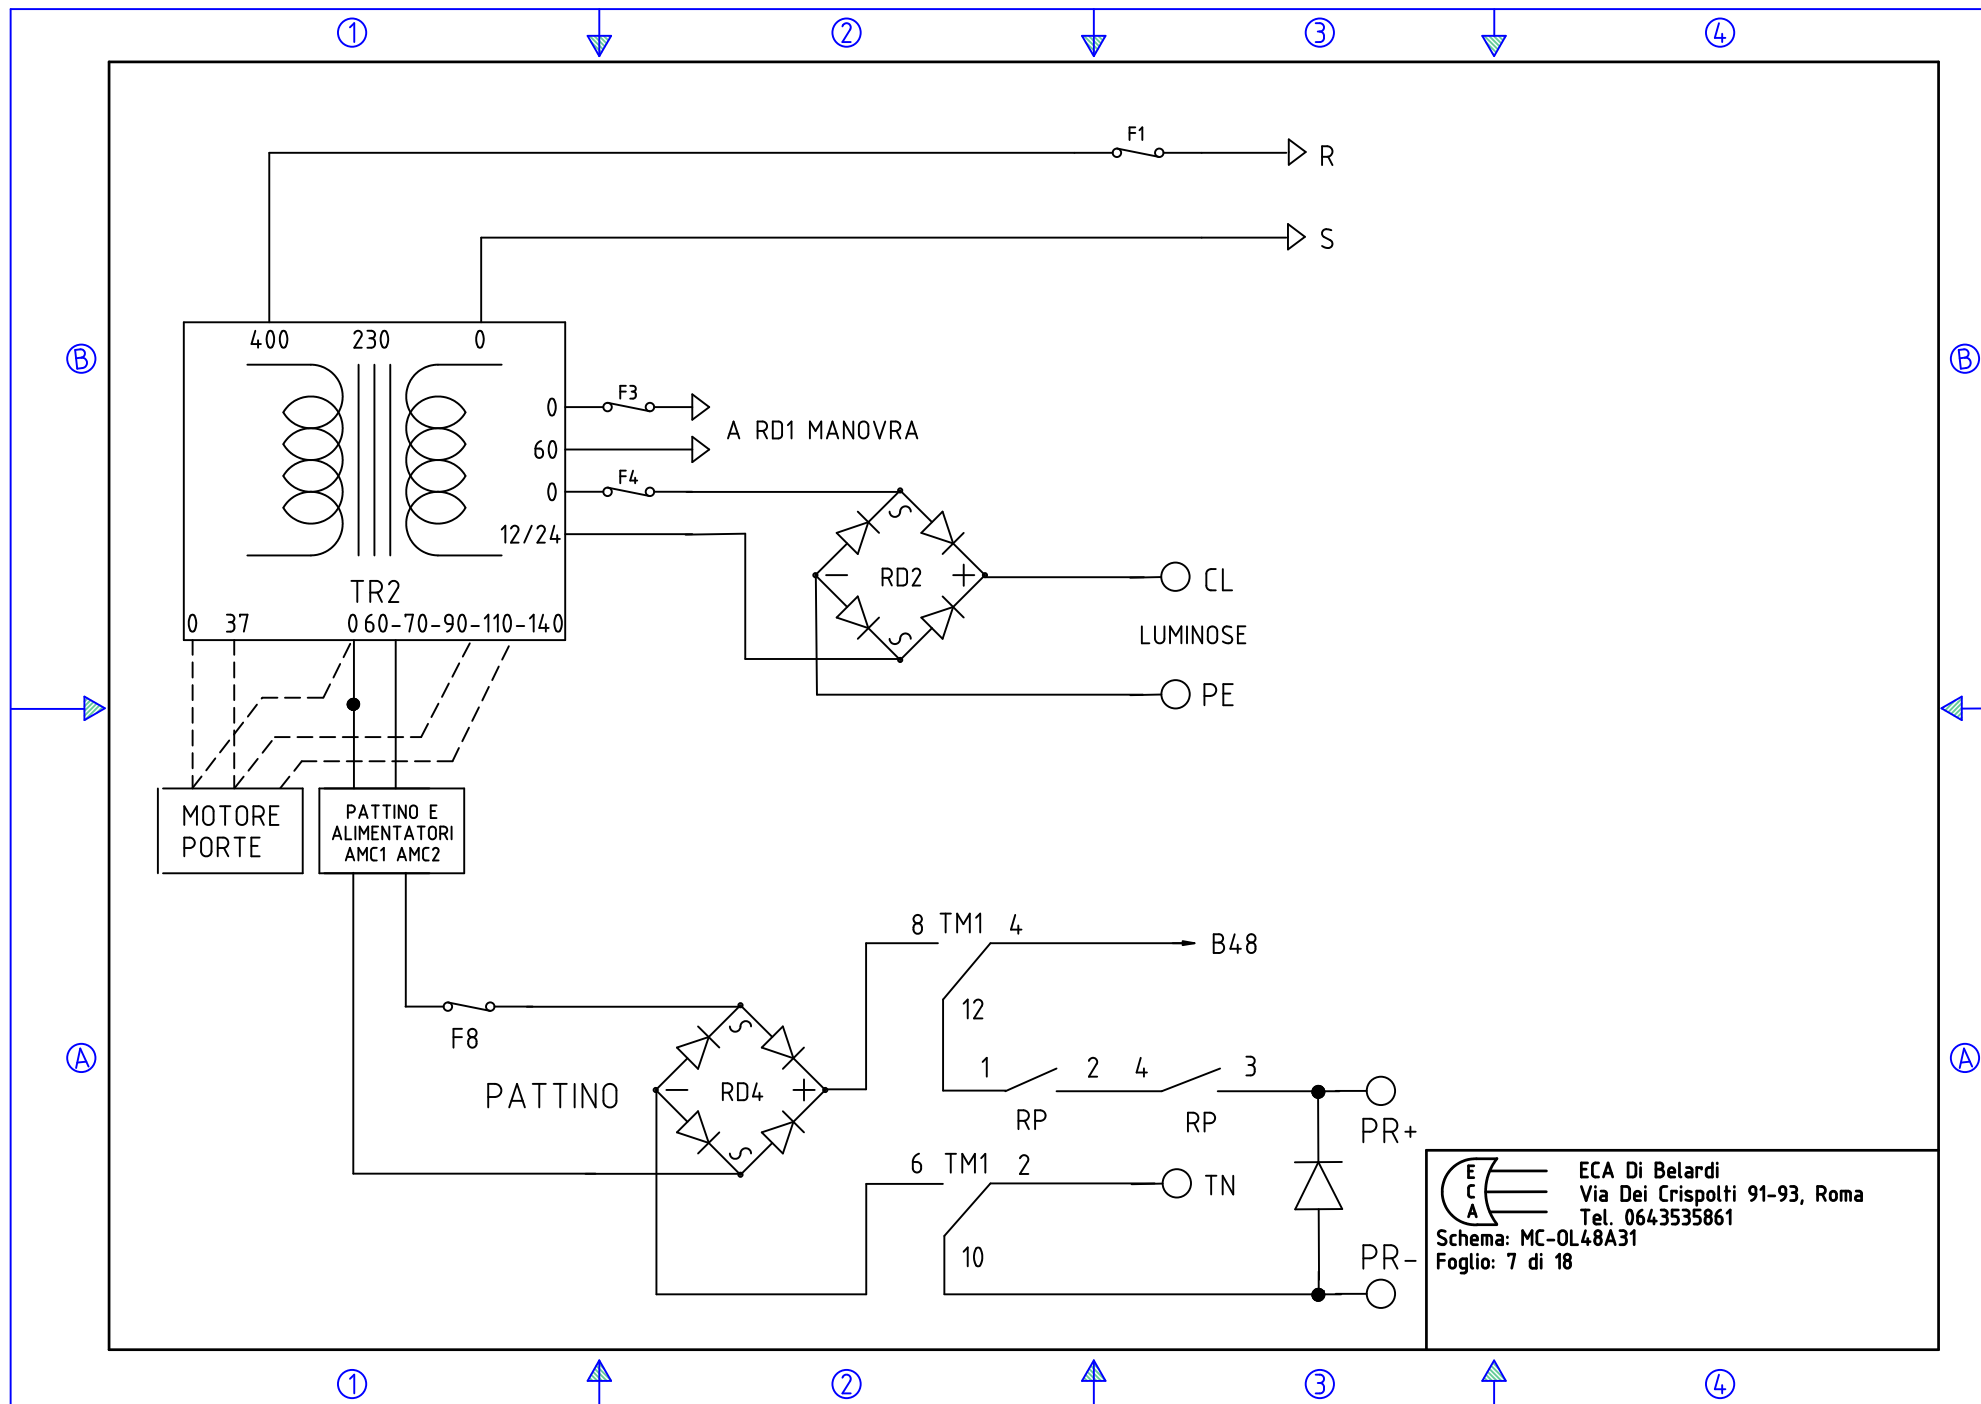 1 2 3 4
F1
R
S
B B
400 230 0
0 F3
A RD1 MANOVRA
60
0 F4
12/24
S
RD2
S
CL
LUMINOSE
PE
TR2
0 37 0 60-70-90-110-140
MOTORE
PORTE
PATTINO E
ALIMENTATORI
AMC1 AMC2
8 TM1 4
B48
12
F8
A A
PATTINO
S
RD4
S
1 2 4 3
RP RP
PR+
6 TM1 2
TN
10
PR-
E
C
A
ECA Di Belardi
Via Dei Crispolti 91-93, Roma
Tel. 0643535861
Schema: MC-OL48A31
Foglio: 7 di 18
1 2 3 4